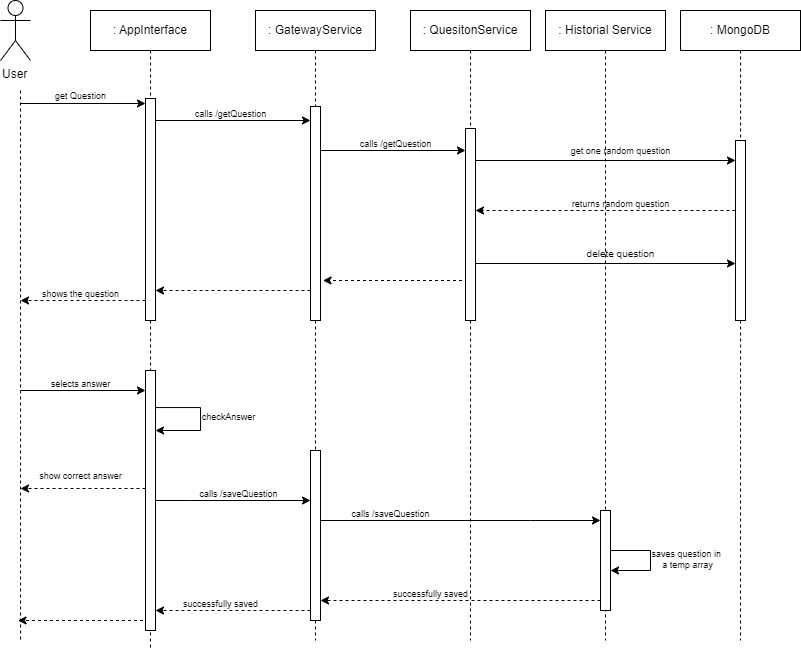 : AppInterface
: GatewayService
: QuesitonService
: Historial Service
: MongoDB
User
get Question
calls /getQuestion
calls /getQuestion
get one random question
returns random question
delete question
shows the question
selects answer
checkAnswer
show correct answer
calls /saveQuestion
calls /saveQuestion
saves question in
a temp array
successfully saved
successfully saved